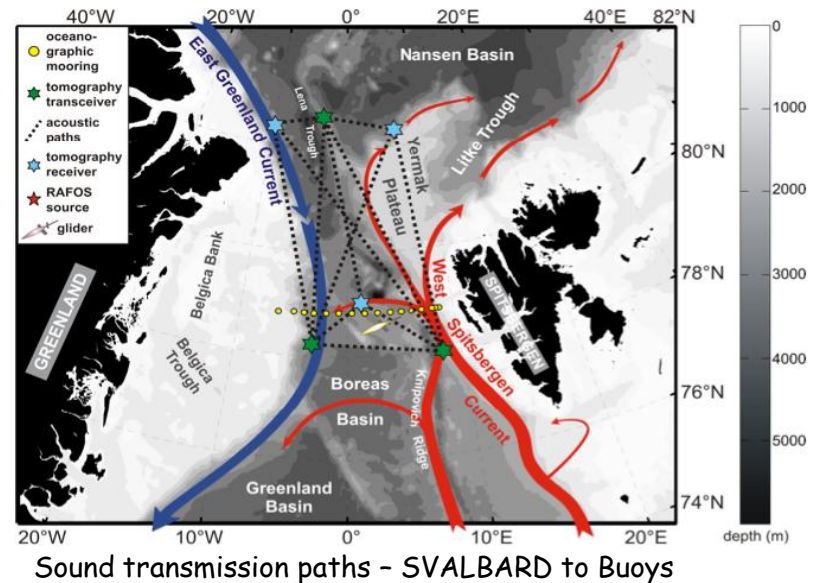 40°W
20°W
0°
20°E
40°E
82°N
oceano-
graphic
mooring
tomography
transceiver
acoustic
paths
tomography
receiver
RAFOS
source
glider
East Greenland Current
Lena
Trough
Nansen Basin
Litke Trough
Yermak
Plateau
80°N
GREENLAND
Belgica Bank
Belgica
Trough
West
Spitsbergen
Current
SPITSBERGEN
78°N
76°N
Boreas
Basin
Knipovich Ridge
Greenland
Basin
74°N
20°W
10°W
0°
10°E
20°E
0
1000
2000
3000
4000
5000
depth (m)
Sound transmission paths – SVALBARD to Buoys